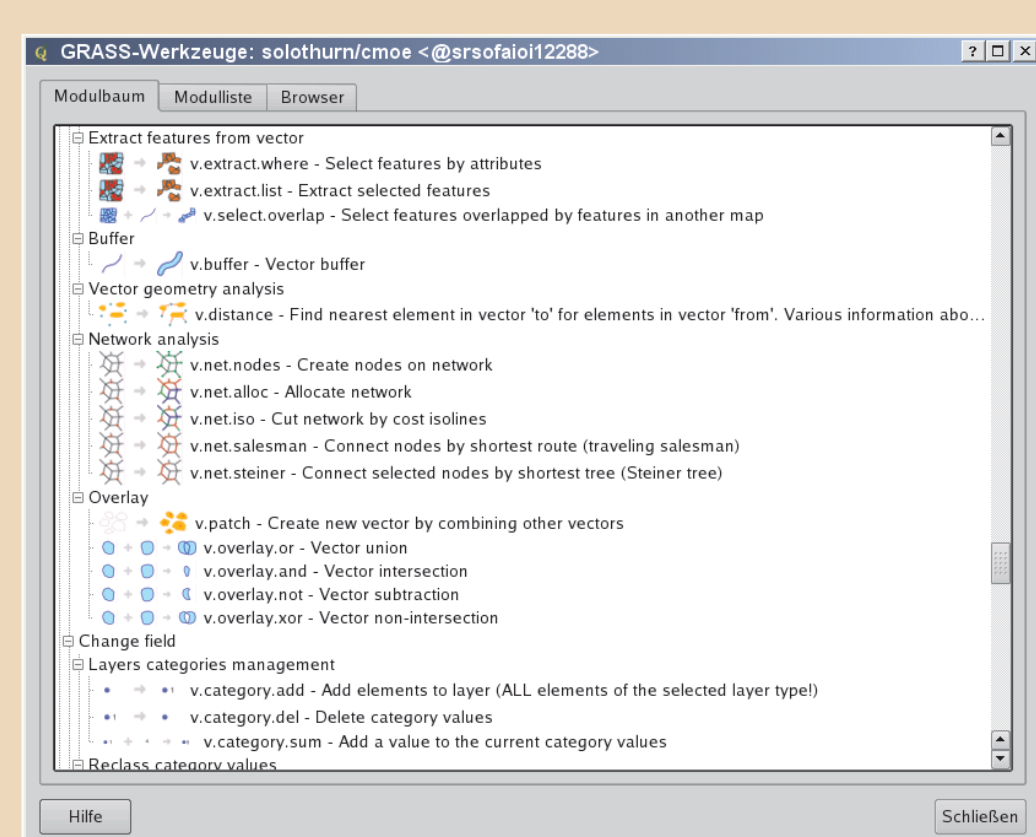 GRASS-Werkzeuge: solothurn/cmoe <@srsofaioi12288>
Modulbaum Modulliste Browser
Extract features from vector
v.extract.where - Select features by attributes
v.extract.list - Extract selected features
v.select.overlap - Select features overlapped by features in another map
Buffer
v.buffer - Vector buffer
Vector geometry analysis
v.distance - Find nearest element in vector 'to' for elements in vector 'from'. Various information abo...
Network analysis
v.net.nodes - Create nodes on network
v.net.alloc - Allocate network
v.net.iso - Cut network by cost isolines
v.net.salesman - Connect nodes by shortest route (traveling salesman)
v.net.steiner - Connect selected nodes by shortest tree (Steiner tree)
Overlay
v.patch - Create new vector by combining other vectors
v.overlay.or - Vector union
v.overlay.and - Vector intersection
v.overlay.not - Vector subtraction
v.overlay.xor - Vector non-intersection
Change field
Layers categories management
v.category.add - Add elements to layer (ALL elements of the selected layer type!)
v.category.del - Delete category values
v.category.sum - Add a value to the current category values
Reclass category values
Hilfe Schließen